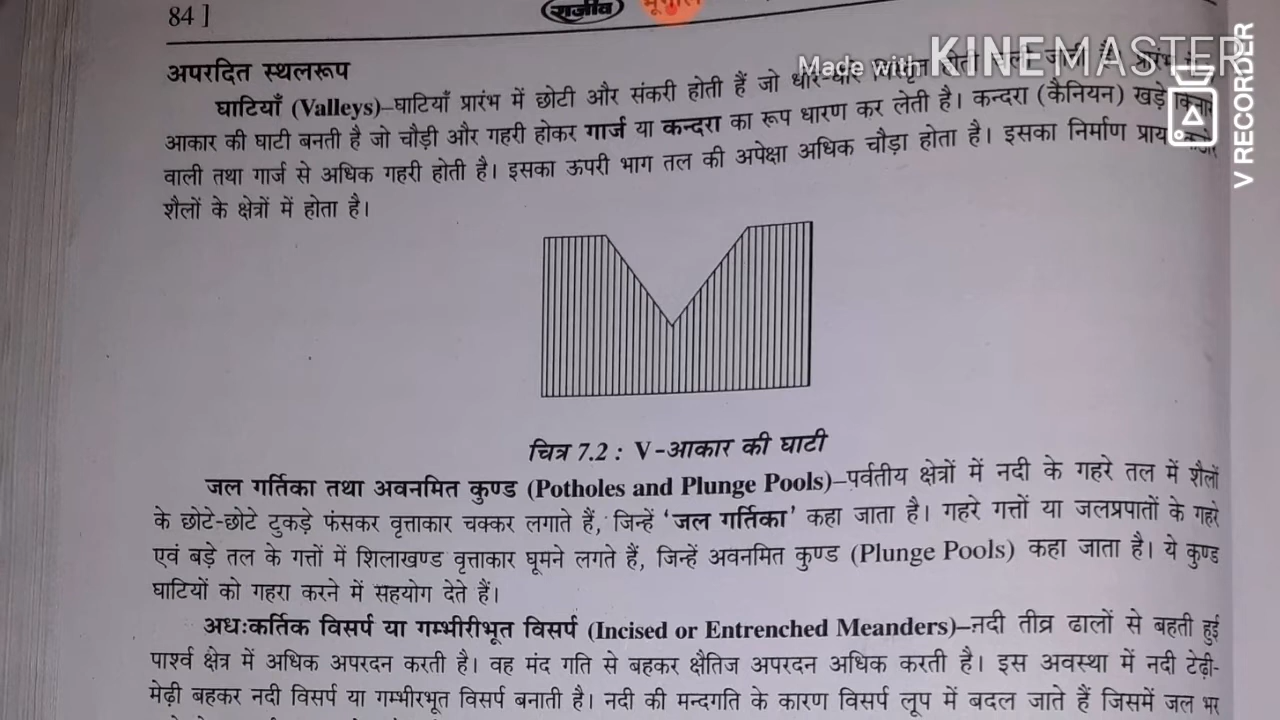 84 ]
राजीव
Made with KINEMASTER
V RECORDER
अपरदित स्थलरूप
घाटियाँ (Valleys)–घाटियाँ प्रारंभ में छोटी और संकरी होती हैं जो धीरे-धीरे होती चली जाती हैं। प्रारंभ
आकार की घाटी बनती है जो चौड़ी और गहरी होकर गार्ज या कन्दरा का रूप धारण कर लेती है। कन्दरा (कैनियन) खड़े
वाली तथा गार्ज से अधिक गहरी होती है। इसका ऊपरी भाग तल की अपेक्षा अधिक चौड़ा होता है। इसका निर्माण
शैलों के क्षेत्रों में होता है।
चित्र 7.2 : V-आकार की घाटी
जल गर्तिका तथा अवनमित कुण्ड (Potholes and Plunge Pools)–पर्वतीय क्षेत्रों में नदी के गहरे तल में शैलों
के छोटे-छोटे टुकड़े फंसकर वृत्ताकार चक्कर लगाते हैं, जिन्हें ‘जल गर्तिका’ कहा जाता है। गहरे गत्तों या जलप्रपातों के गहरे
एवं बड़े तल के गत्तों में शिलाखण्ड वृत्ताकार घूमने लगते हैं, जिन्हें अवनमित कुण्ड (Plunge Pools) कहा जाता है। ये कुण्ड
घाटियों को गहरा करने में सहयोग देते हैं।
अधःकर्तिक विसर्प या गम्भीरीभूत विसर्प (Incised or Entrenched Meanders)–नदी तीव्र ढालों से बहती हुई
पार्श्व क्षेत्र में अधिक अपरदन करती है। वह मंद गति से बहकर क्षैतिज अपरदन अधिक करती है। इस अवस्था में नदी टेढ़ी-
मेढ़ी बहकर नदी विसर्प या गम्भीरभूत विसर्प बनाती है। नदी की मन्दगति के कारण विसर्प लूप में बदल जाते हैं जिसमें जल भर